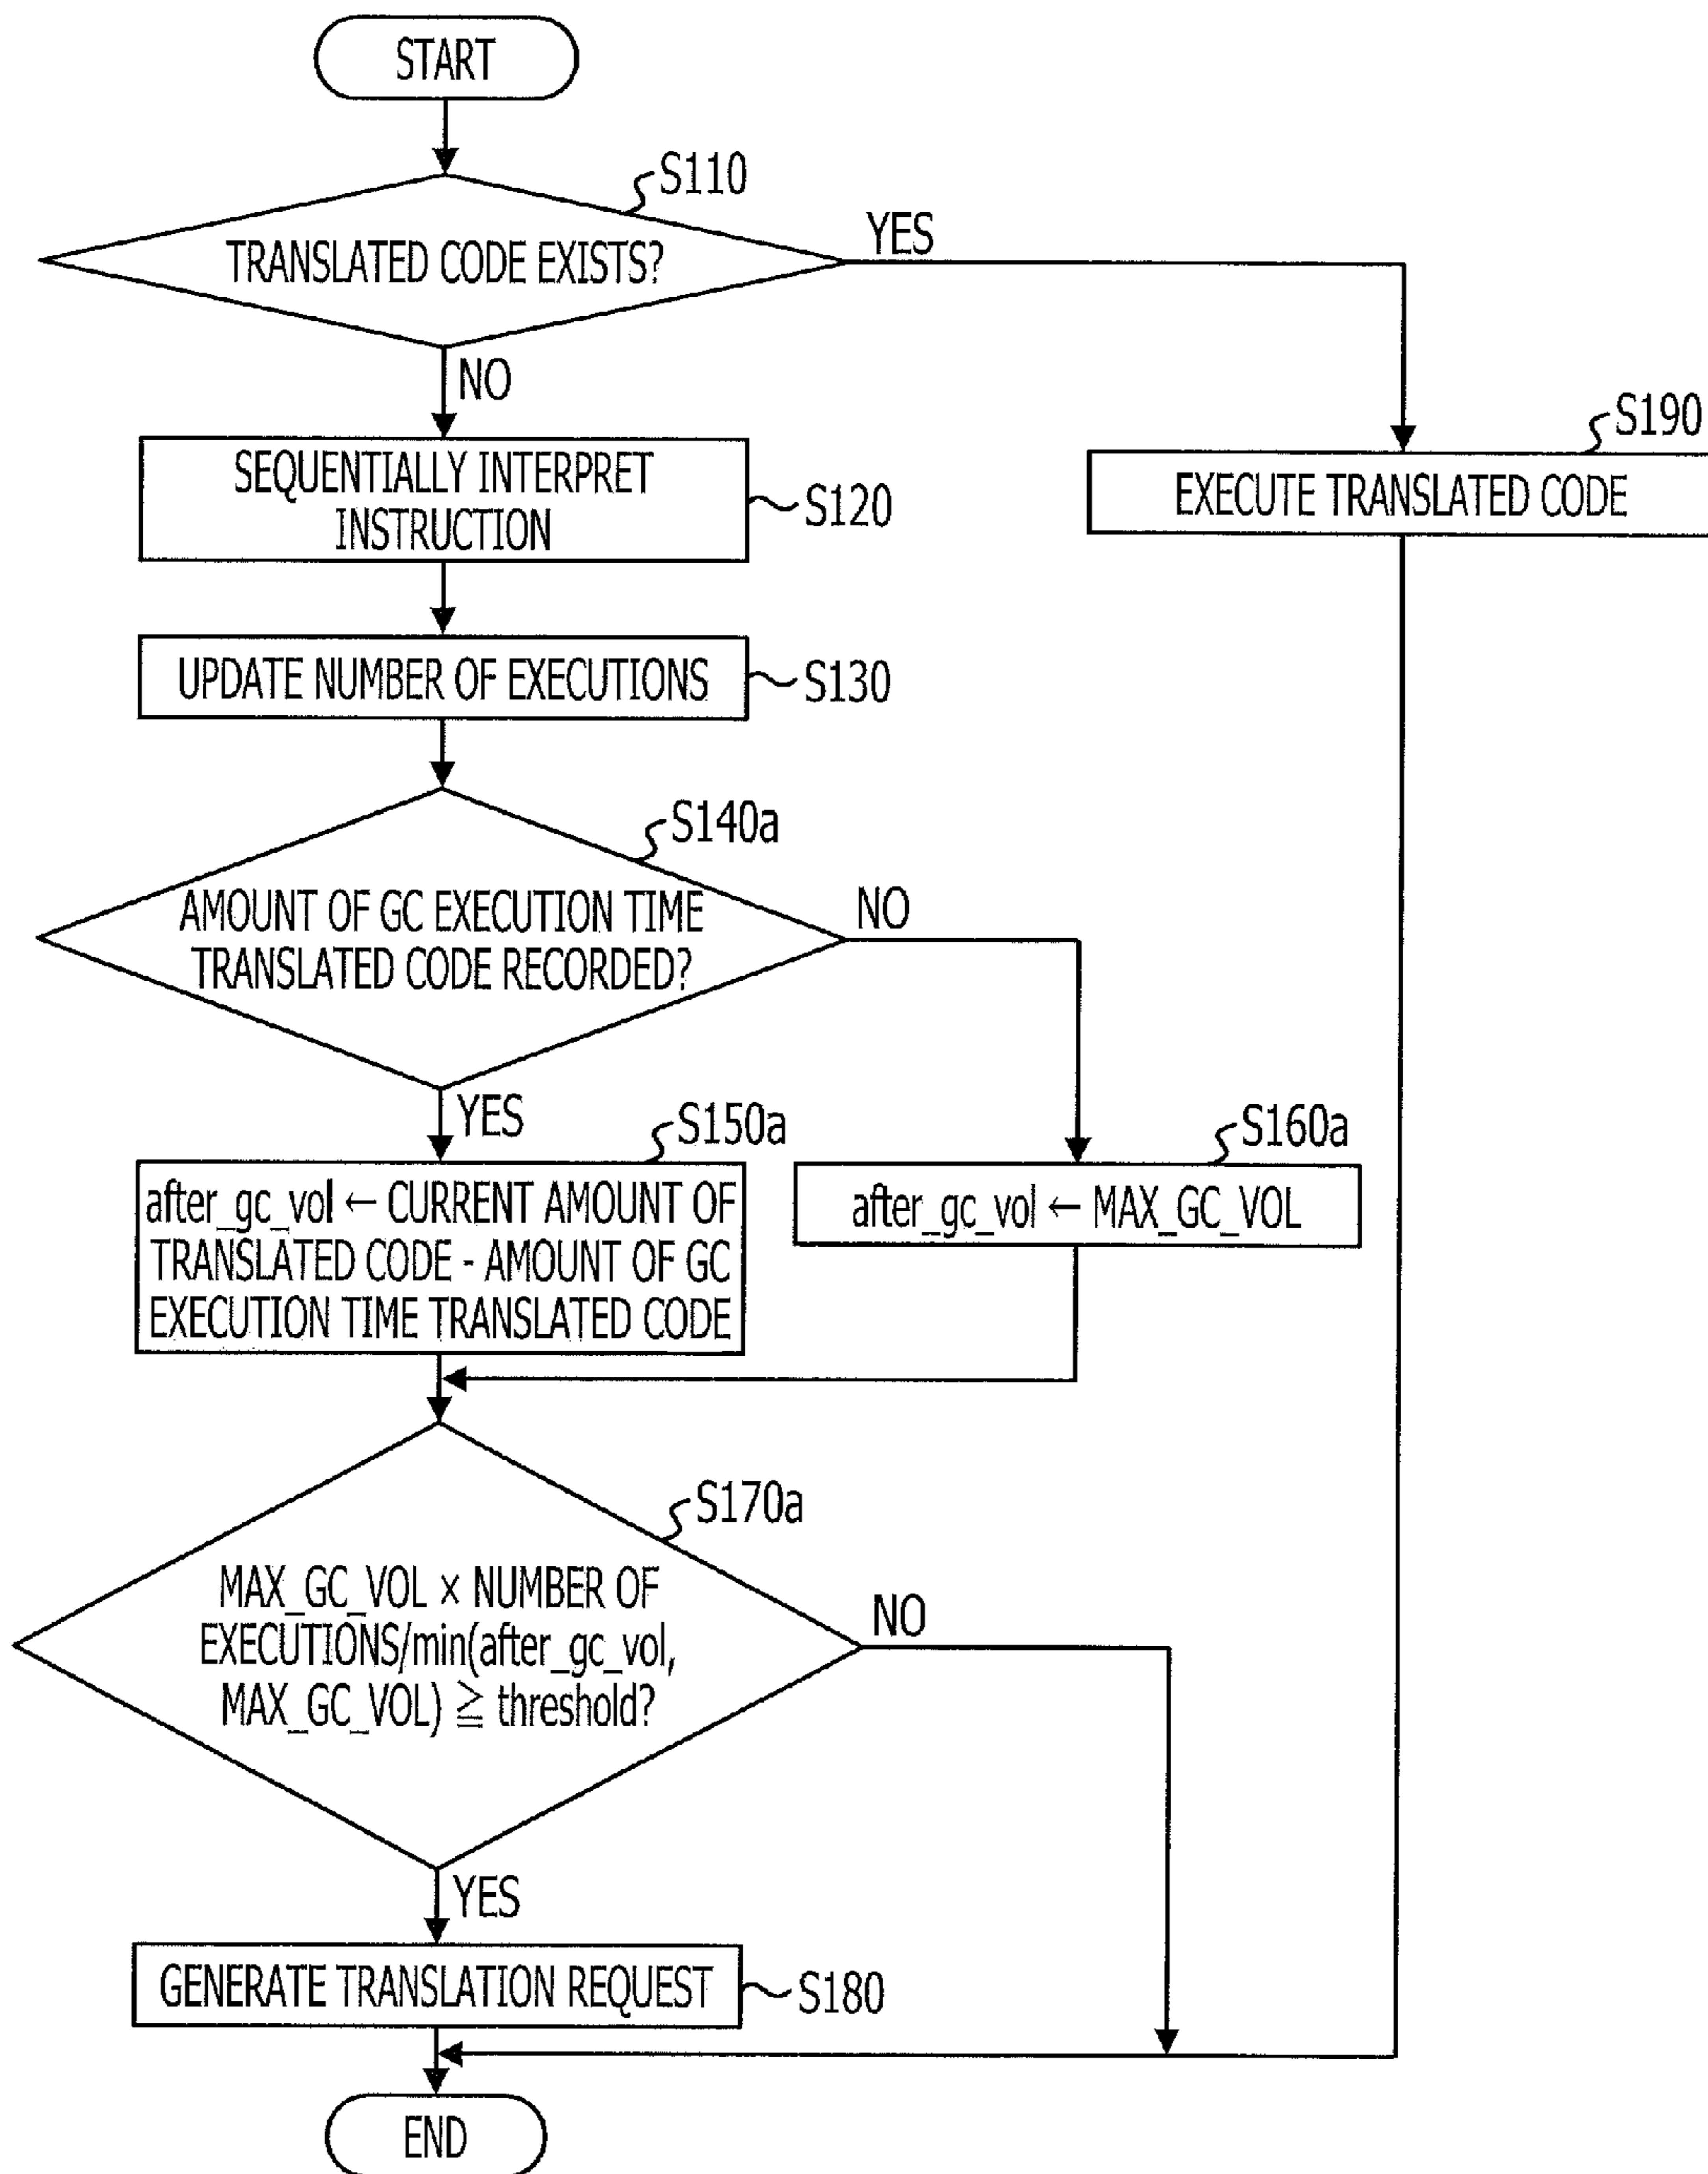 START
S110
TRANSLATED CODE EXISTS?
YES
NO
S190
SEQUENTIALLY INTERPRET
INSTRUCTION
S120
EXECUTE TRANSLATED CODE
UPDATE NUMBER OF EXECUTIONS
S130
S140a
AMOUNT OF GC EXECUTION TIME
TRANSLATED CODE RECORDED?
NO
YES
S150a
S160a
after_gc_vol ← CURRENT AMOUNT OF
TRANSLATED CODE - AMOUNT OF GC
EXECUTION TIME TRANSLATED CODE
after_gc_vol ← MAX_GC_VOL
S170a
MAX_GC_VOL × NUMBER OF
EXECUTIONS/min(after_gc_vol,
MAX_GC_VOL) ≧ threshold?
NO
YES
GENERATE TRANSLATION REQUEST
S180
END